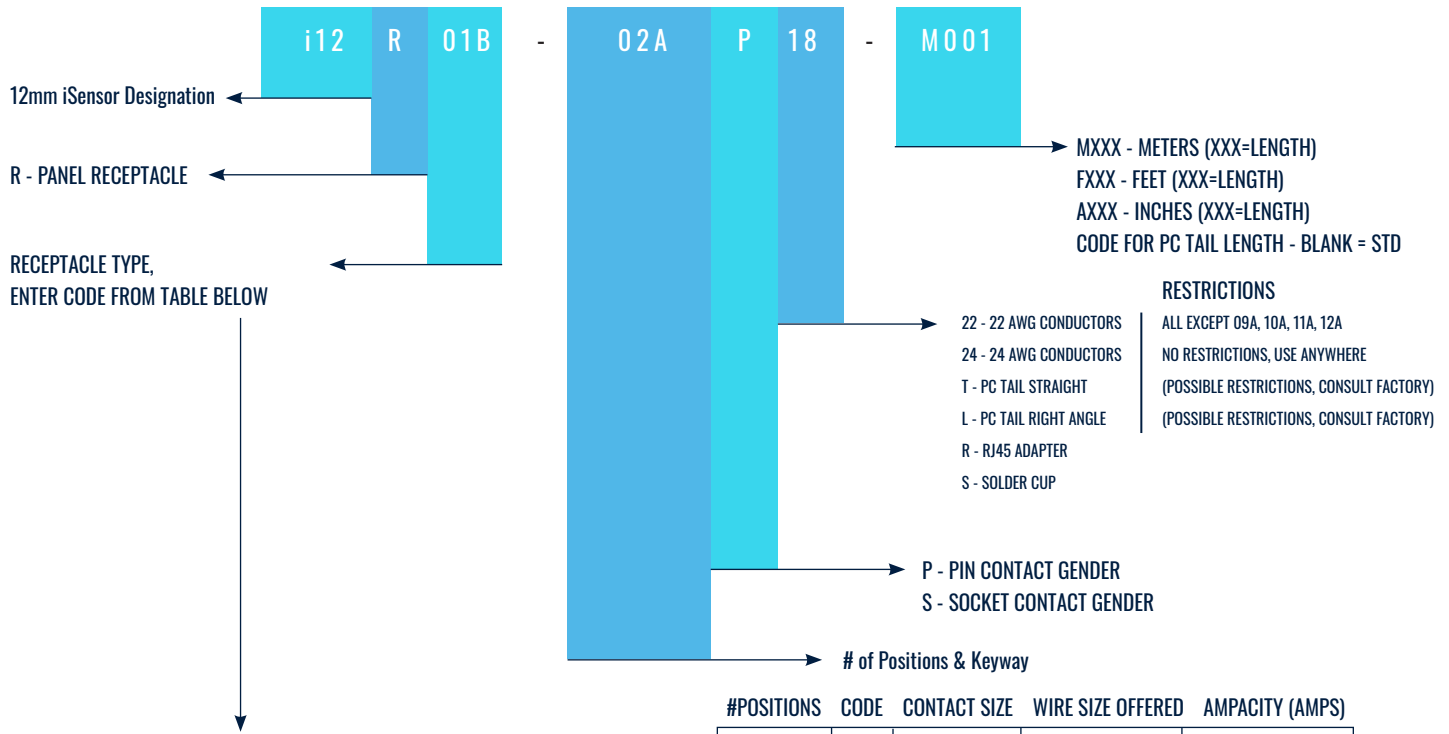 i12 R 01B - 02A P 18 - M001
12mm iSensor Designation
R - PANEL RECEPTACLE
RECEPTACLE TYPE,
ENTER CODE FROM TABLE BELOW
MXXX - METERS (XXX=LENGTH)
FXXX - FEET (XXX=LENGTH)
AXXX - INCHES (XXX=LENGTH)
CODE FOR PC TAIL LENGTH - BLANK = STD
RESTRICTIONS
22 - 22 AWG CONDUCTORS ALL EXCEPT 09A, 10A, 11A, 12A
24 - 24 AWG CONDUCTORS NO RESTRICTIONS, USE ANYWHERE
T - PC TAIL STRAIGHT (POSSIBLE RESTRICTIONS, CONSULT FACTORY)
L - PC TAIL RIGHT ANGLE (POSSIBLE RESTRICTIONS, CONSULT FACTORY)
R - RJ45 ADAPTER
S - SOLDER CUP
P - PIN CONTACT GENDER
S - SOCKET CONTACT GENDER
# of Positions & Keyway
#POSITIONS CODE CONTACT SIZE WIRE SIZE OFFERED AMPACITY (AMPS)